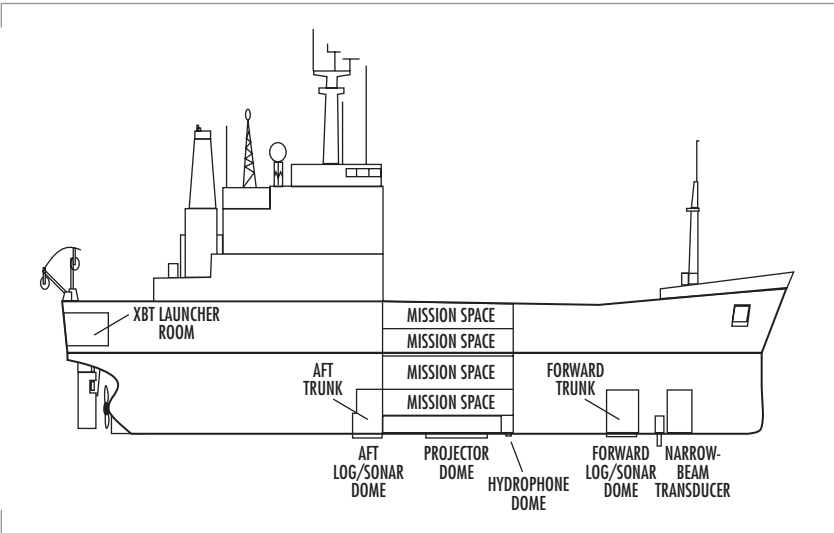 XBT LAUNCHER
ROOM
MISSION SPACE
MISSION SPACE
MISSION SPACE
MISSION SPACE
AFT
TRUNK
FORWARD
TRUNK
AFT
LOG/SONAR
DOME
PROJECTOR
DOME
HYDROPHONE
DOME
FORWARD
LOG/SONAR
DOME
NARROW-
BEAM
TRANSDUCER